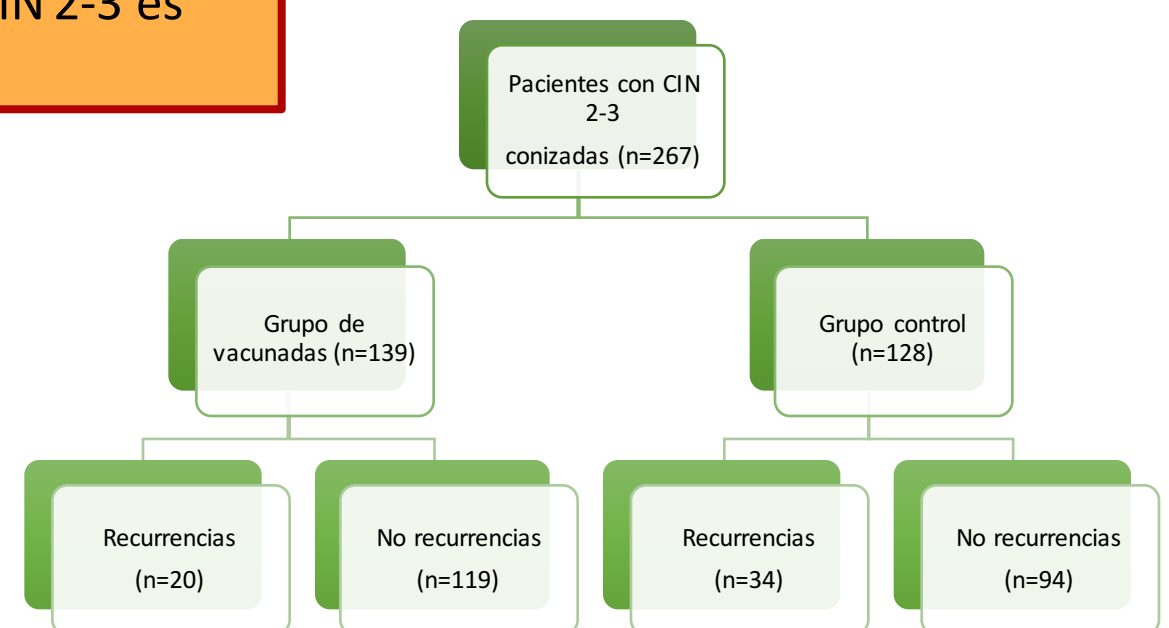 CIN 2-3 es
Pacientes con CIN
2-3
conizadas (n=267)
Grupo de
vacunadas (n=139)
Grupo control
(n=128)
Recurrencias
(n=20)
No recurrencias
(n=119)
Recurrencias
(n=34)
No recurrencias
(n=94)